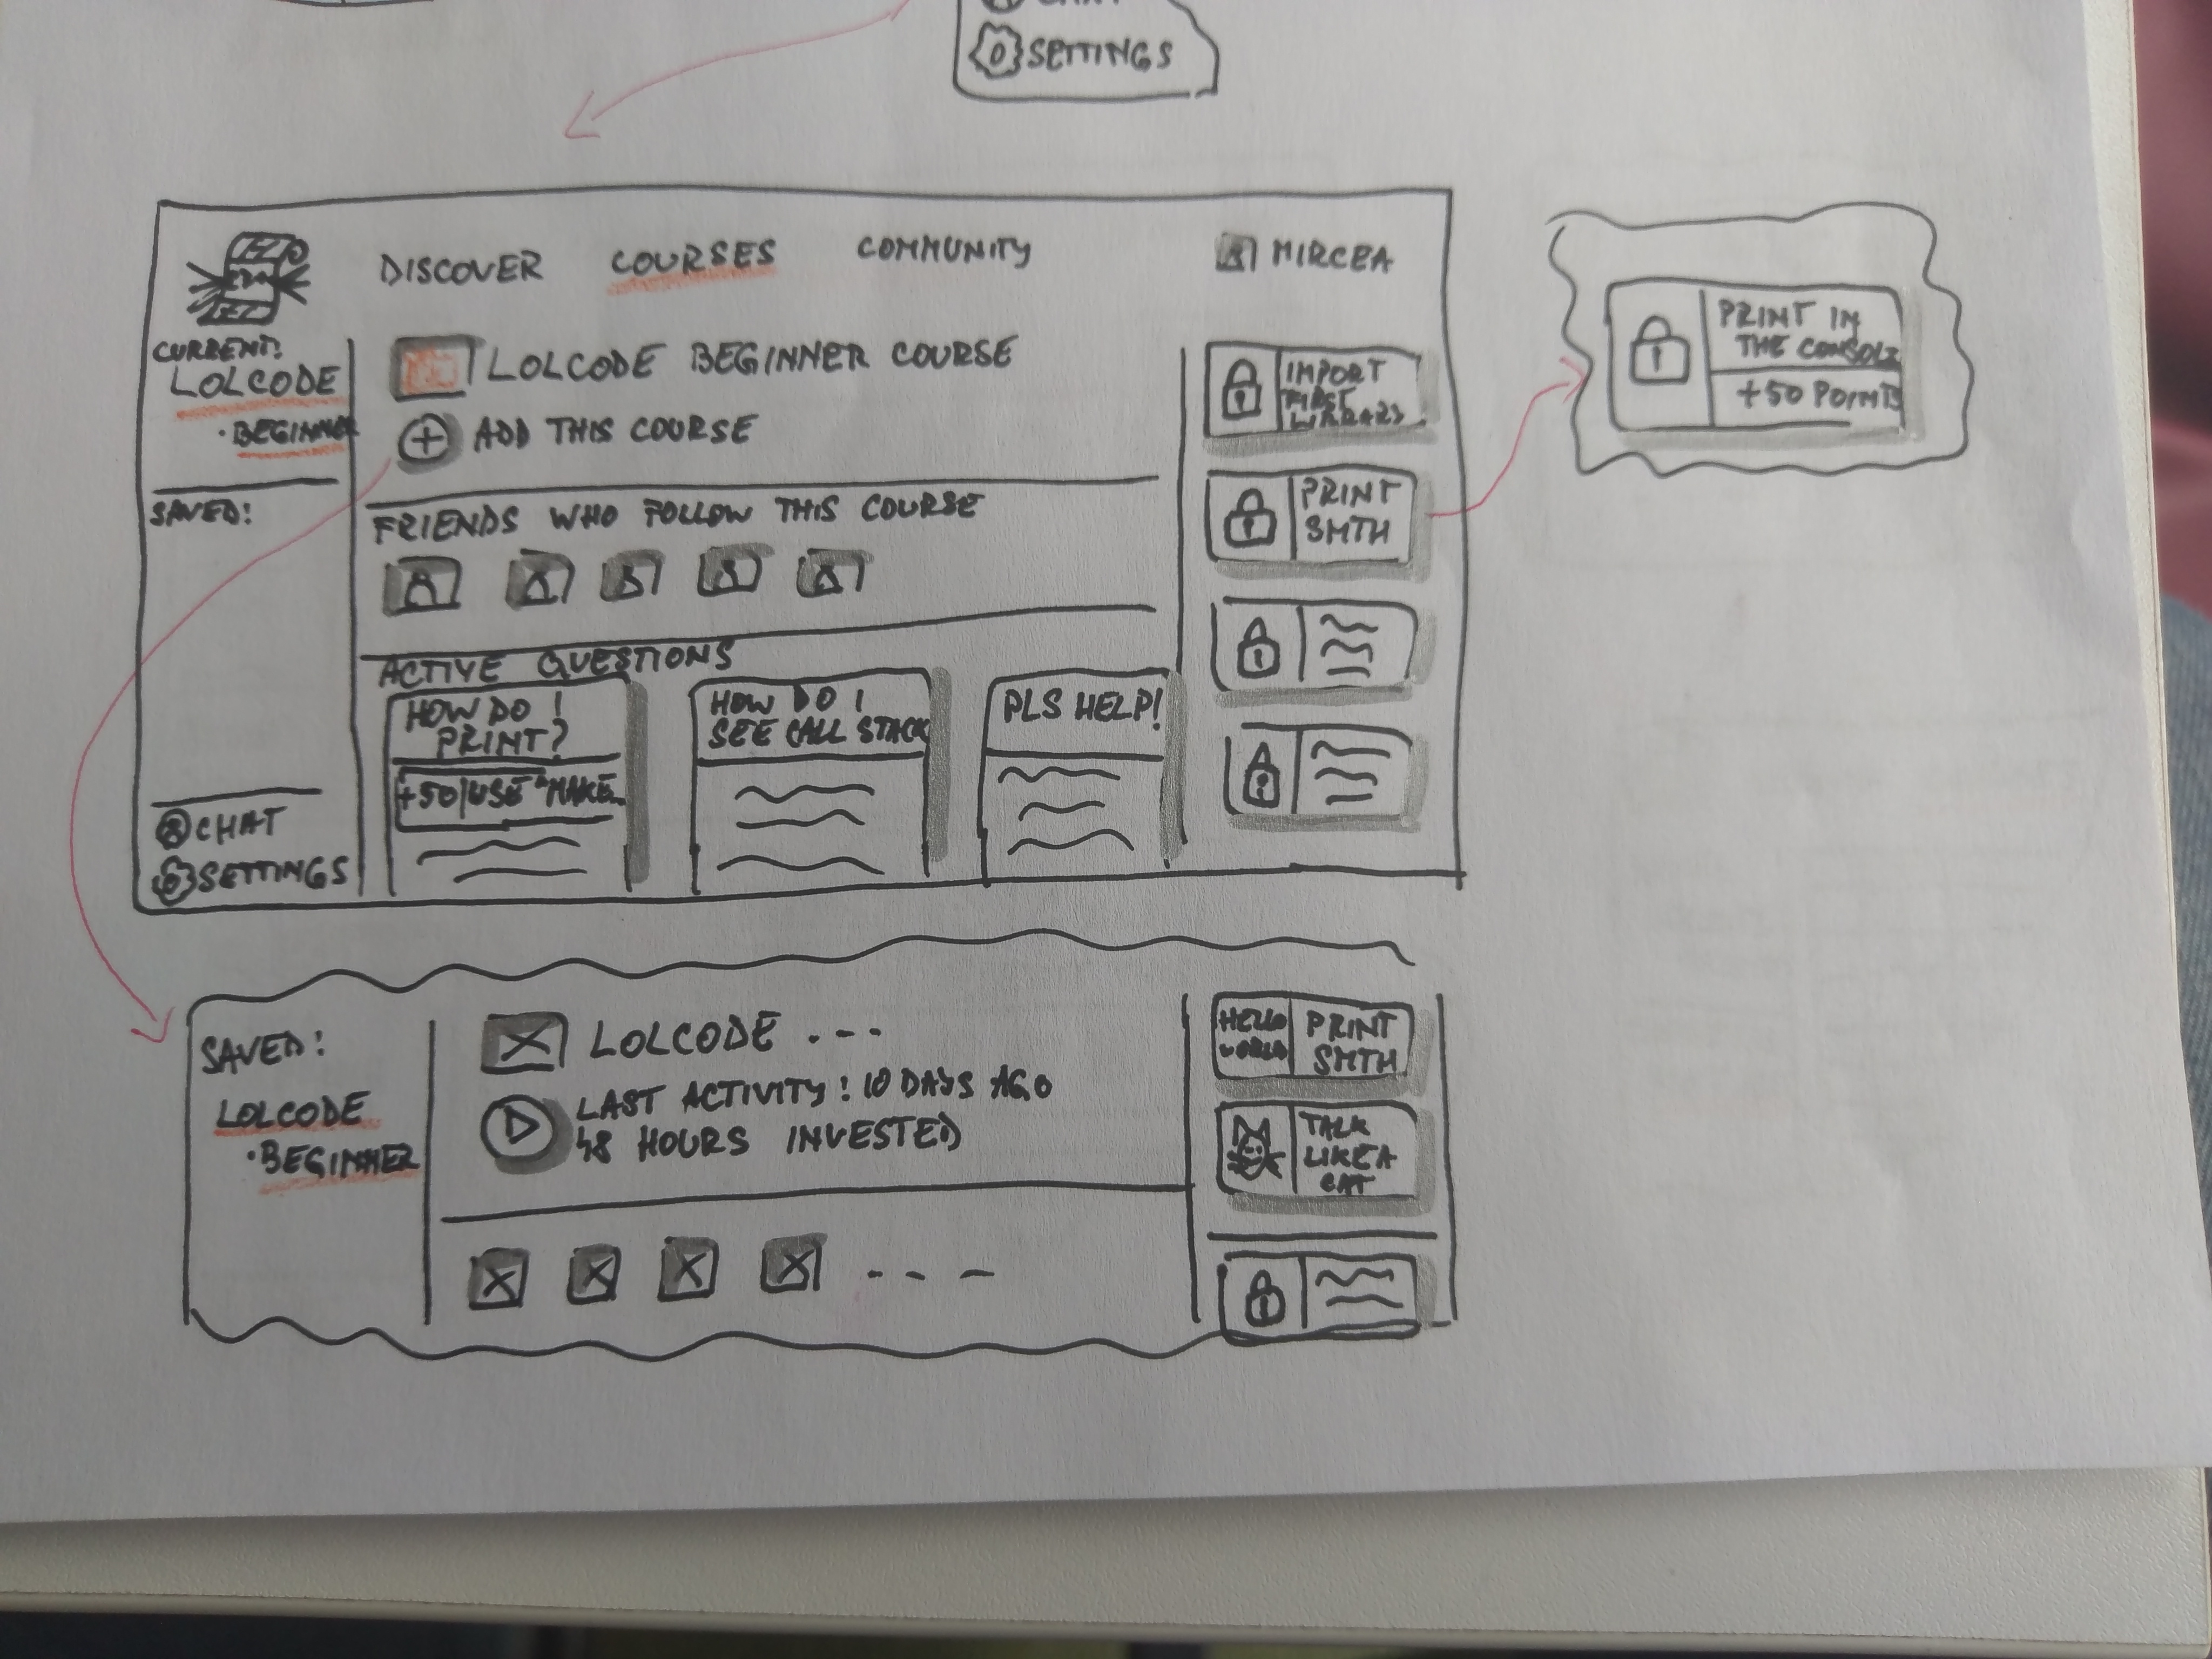 SETTINGS
DISCOVER COURSES COMMUNITY MIRCEA
CURRENT:
LOLCODE
· BEGINNER
SAVED:
CHAT
SETTINGS
LOLCODE BEGINNER COURSE
ADD THIS COURSE
FRIENDS WHO FOLLOW THIS COURSE
ACTIVE QUESTIONS
HOW DO I
PRINT?
+50 USE "MAKE
HOW DO I
SEE CALL STACK
PLS HELP!
IMPORT
FIRST
LIBRARY
PRINT
SMTH
PRINT IN
THE CONSOLE
+50 POINTS
SAVED:
LOLCODE
· BEGINNER
LOLCODE ---
LAST ACTIVITY: 10 DAYS AGO
48 HOURS INVESTED
HELLO
WORLD
PRINT
SMTH
TALK
LIKE A
CAT